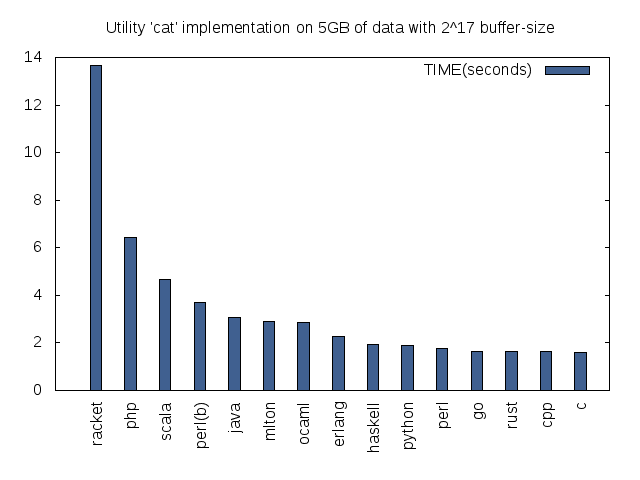 Utility 'cat' implementation on 5GB of data with 2^17 buffer-size
TIME(seconds)
14
12
10
8
6
4
2
0
racket
php
scala
perl(b)
java
mlton
ocaml
erlang
haskell
python
perl
go
rust
cpp
c